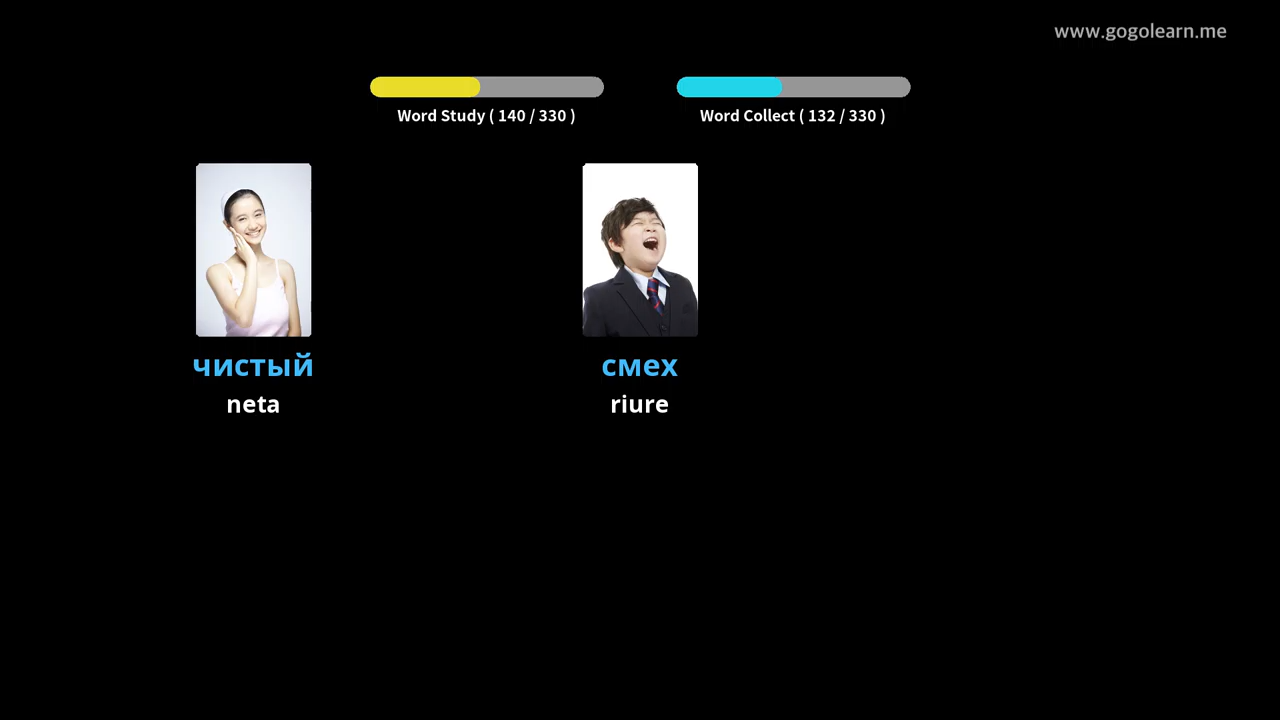 www.gogolearn.me
Word Study ( 140 / 330 )
Word Collect ( 132 / 330 )
чистый
neta
смех
riure